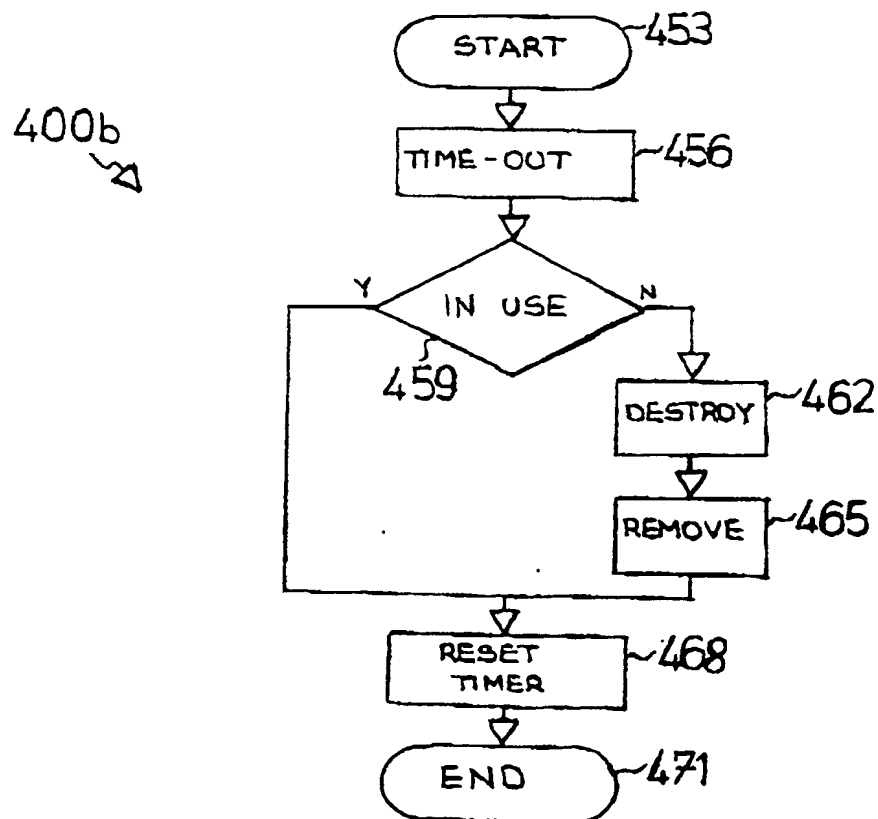 START
453
400b
TIME-OUT
456
Y
IN USE
N
459
DESTROY
462
REMOVE
465
RESET
TIMER
468
END
471